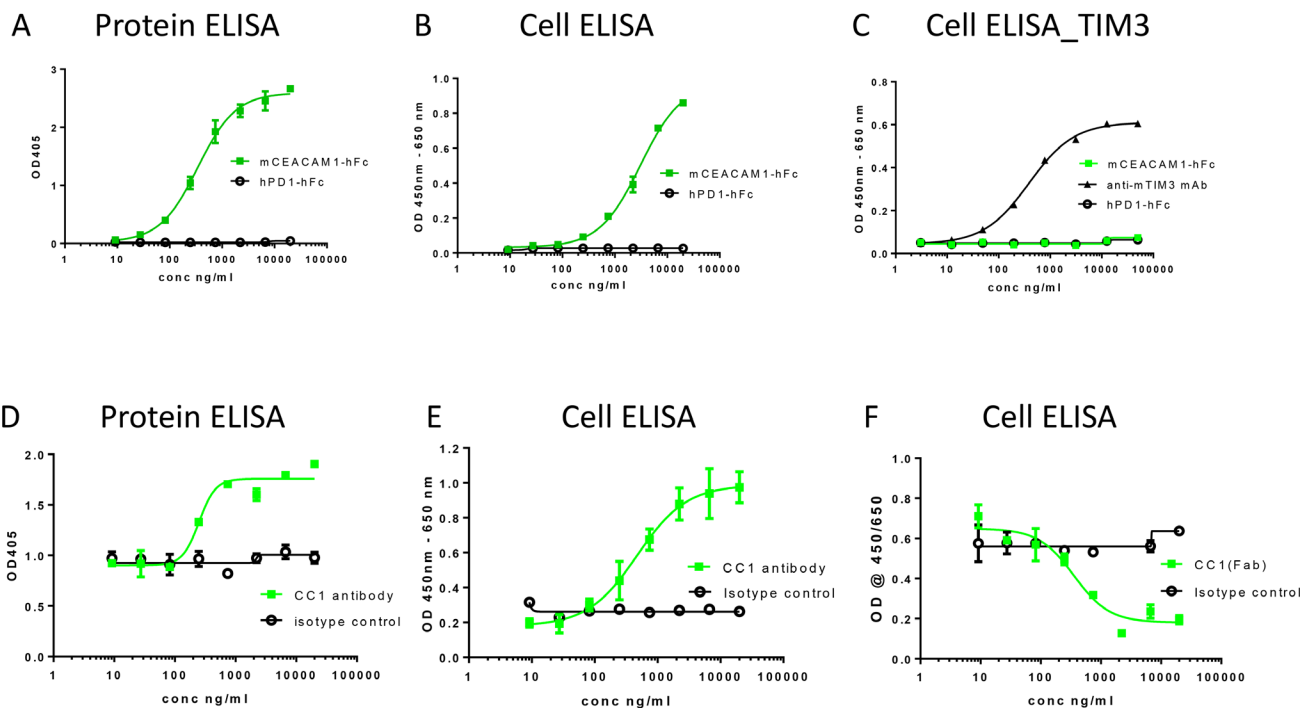 A Protein ELISA
3
2
1
0
OD405
mCEACAM1-hFc
hPD1-hFc
1 10 100 1000 10000 100000
conc ng/ml
B Cell ELISA
1.0
0.8
0.6
0.4
0.2
0.0
OD 450nm - 650 nm
mCEACAM1-hFc
hPD1-hFc
1 10 100 1000 10000 100000
conc ng/ml
C Cell ELISA_TIM3
0.8
0.6
0.4
0.2
0.0
OD 450nm - 650 nm
mCEACAM1-hFc
anti-mTIM3 mAb
hPD1-hFc
1 10 100 1000 10000 100000
conc ng/ml
D Protein ELISA
2.0
1.5
1.0
0.5
0.0
OD405
CC1 antibody
isotype control
1 10 100 1000 10000 100000
conc ng/ml
E Cell ELISA
1.2
1.0
0.8
0.6
0.4
0.2
0.0
OD 450nm - 650 nm
CC1 antibody
Isotype control
1 10 100 1000 10000 100000
conc ng/ml
F Cell ELISA
1.0
0.8
0.6
0.4
0.2
0.0
OD @ 450/650
CC1(Fab)
Isotype control
1 10 100 1000 10000 100000
conc ng/ml